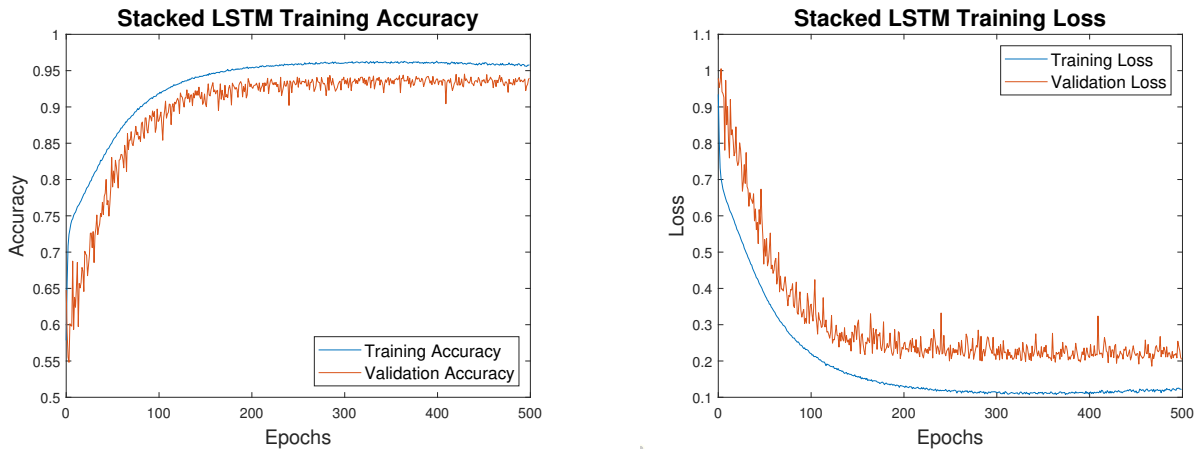 Stacked LSTM Training Accuracy
1
0.95
0.9
0.85
0.8
0.75
0.7
0.65
0.6
0.55
0.5
Accuracy
0 100 200 300 400 500
Epochs
Training Accuracy
Validation Accuracy
Stacked LSTM Training Loss
1.1
1
0.9
0.8
0.7
0.6
0.5
0.4
0.3
0.2
0.1
Loss
0 100 200 300 400 500
Epochs
Training Loss
Validation Loss